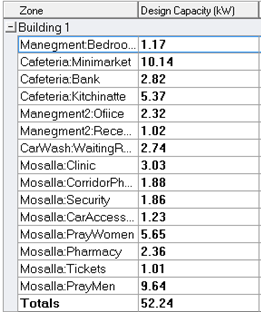 Zone Design Capacity (kW)
Building 1
Manegment:Bedroo... 1.17
Cafeteria:Minimarket 10.14
Cafeteria:Bank 2.82
Cafeteria:Kitchinatte 5.37
Manegment2:Ofiice 2.32
Manegment2:Rece... 1.02
CarWash:WaitingR... 2.74
Mosalla:Clinic 3.03
Mosalla:CorridorPh... 1.88
Mosalla:Security 1.86
Mosalla:CarAccess... 1.23
Mosalla:PrayWomen 5.65
Mosalla:Pharmacy 2.36
Mosalla:Tickets 1.01
Mosalla:PrayMen 9.64
Totals 52.24